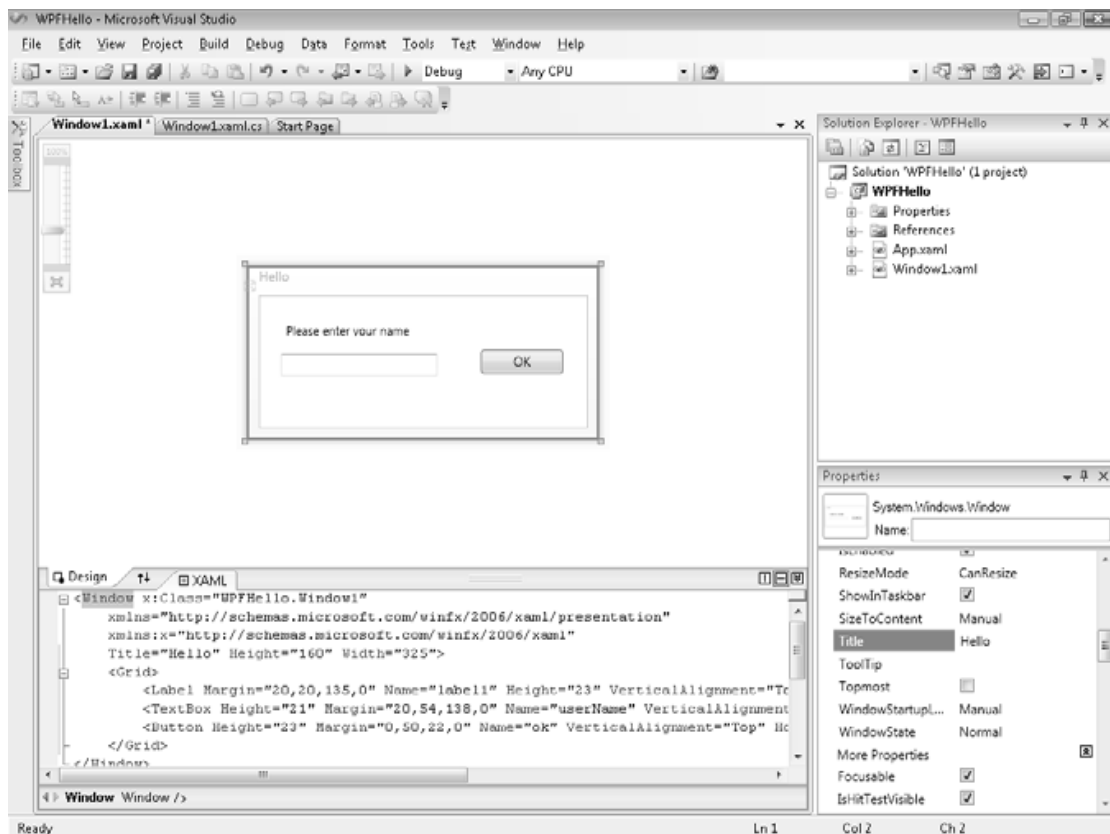 WPFHello - Microsoft Visual Studio
File Edit View Project Build Debug Data Format Tools Test Window Help
Debug Any CPU
Window1.xaml * Window1.xaml.cs Start Page
Toolbox
100%
Hello
Please enter your name
OK
Design XAML
<Window x:Class="WPFHello.Window1"
xmlns="http://schemas.microsoft.com/winfx/2006/xaml/presentation"
xmlns:x="http://schemas.microsoft.com/winfx/2006/xaml"
Title="Hello" Height="160" Width="325">
<Grid>
<Label Margin="20,20,135,0" Name="label1" Height="23" VerticalAlignment="To
<TextBox Height="21" Margin="20,54,138,0" Name="userName" VerticalAlignment
<Button Height="23" Margin="0,50,22,0" Name="ok" VerticalAlignment="Top" Ho
</Grid>
</Window>
Window Window />
Solution Explorer - WPFHello
Solution 'WPFHello' (1 project)
WPFHello
Properties
References
App.xaml
Window1.xaml
Properties
System.Windows.Window
Name:
IsEnabled
ResizeMode CanResize
ShowInTaskbar
SizeToContent Manual
Title Hello
ToolTip
Topmost
WindowStartupL... Manual
WindowState Normal
More Properties
Focusable
IsHitTestVisible
Ready Ln 1 Col 2 Ch 2